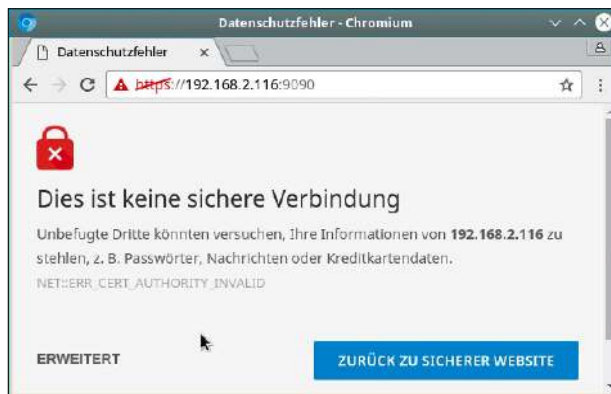 Datenschutzfehler - Chromium
Datenschutzfehler
https://192.168.2.116:9090
Dies ist keine sichere Verbindung
Unbefugte Dritte könnten versuchen, Ihre Informationen von 192.168.2.116 zu
stehlen, z. B. Passwörter, Nachrichten oder Kreditkartendaten.
NET::ERR_CERT_AUTHORITY_INVALID
ERWEITERT
ZURÜCK ZU SICHERER WEBSITE